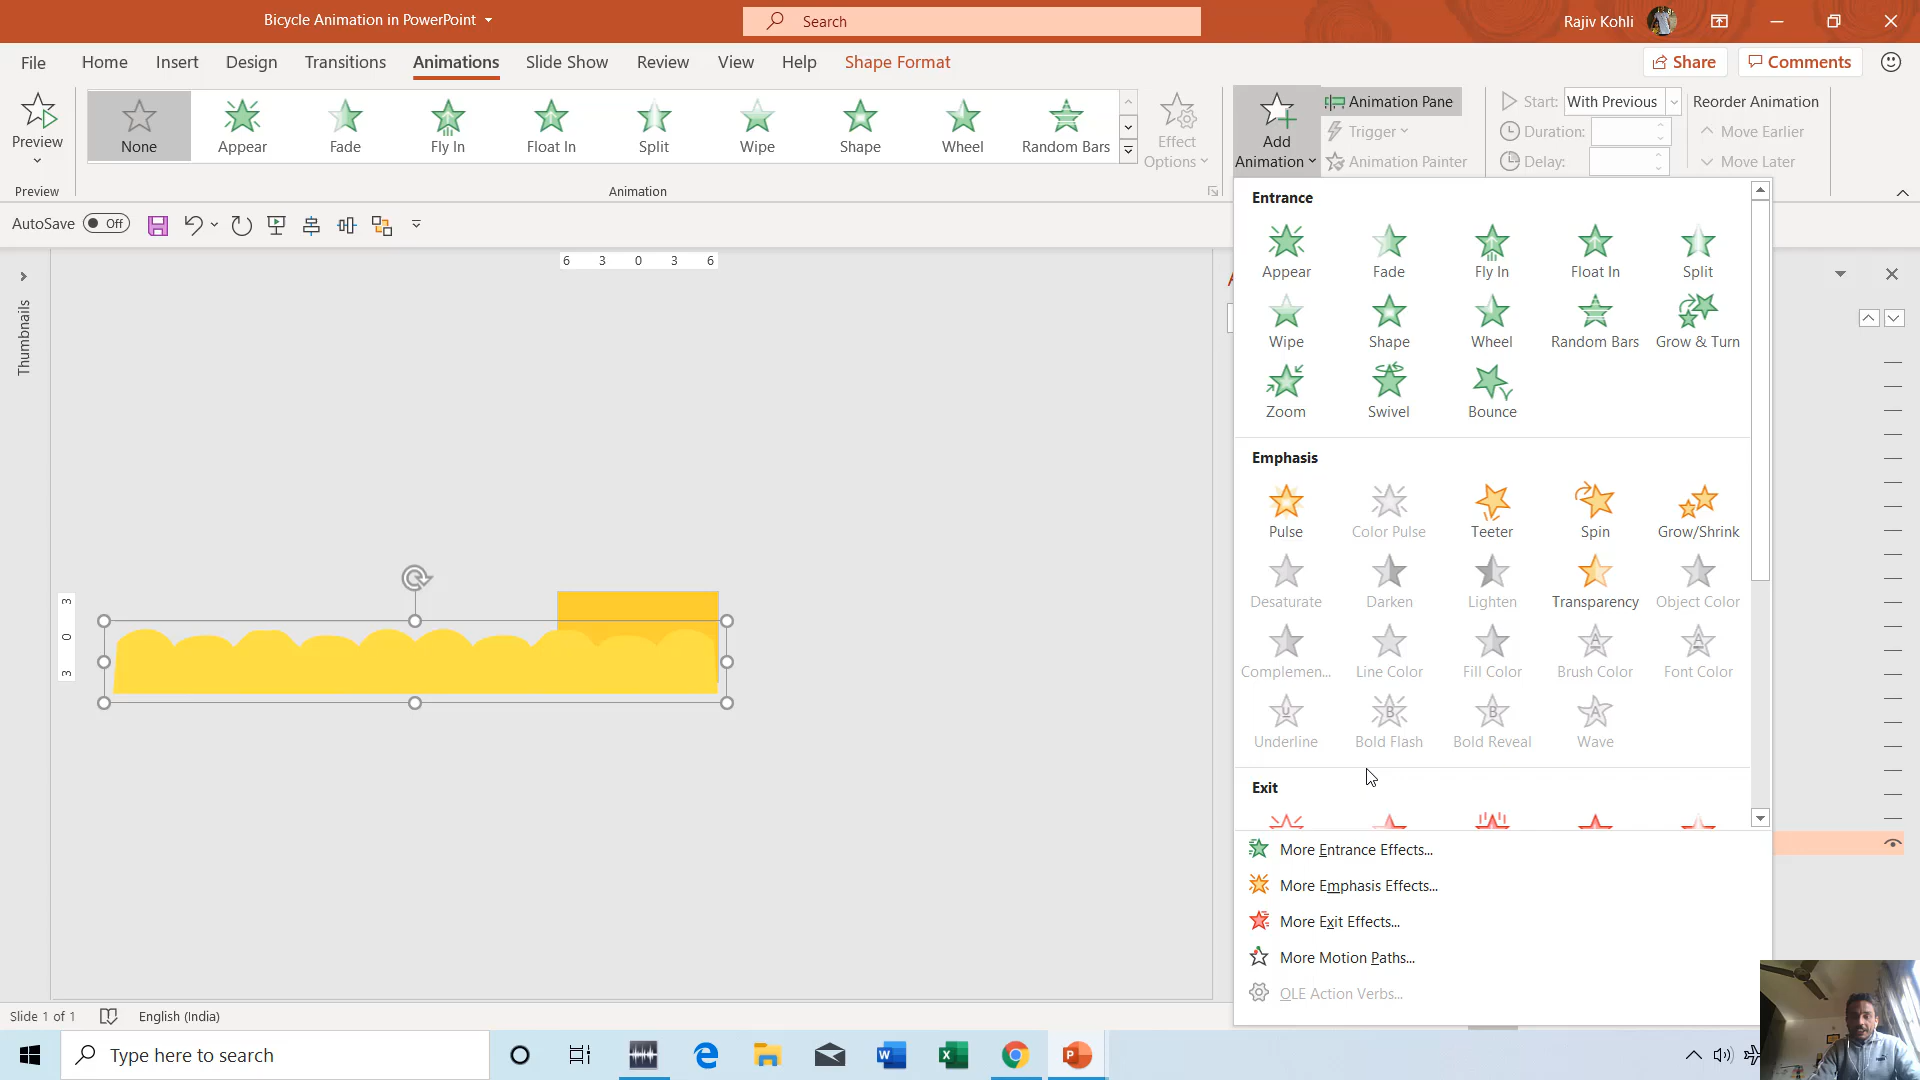 Bicycle Animation in PowerPoint
Search
Rajiv Kohli
File Home Insert Design Transitions Animations Slide Show Review View Help Shape Format
Share Comments
Preview
None Appear Fade Fly In Float In Split Wipe Shape Wheel Random Bars
Effect Options
Add Animation
Animation Pane
Trigger
Animation Painter
Start: With Previous
Duration:
Delay:
Reorder Animation
Move Earlier
Move Later
Preview
Animation
AutoSave Off
Thumbnails
6 3 0 3 6
3 0 3
Entrance
Appear Fade Fly In Float In Split
Wipe Shape Wheel Random Bars Grow & Turn
Zoom Swivel Bounce
Emphasis
Pulse Color Pulse Teeter Spin Grow/Shrink
Desaturate Darken Lighten Transparency Object Color
Complemen... Line Color Fill Color Brush Color Font Color
Underline Bold Flash Bold Reveal Wave
Exit
More Entrance Effects...
More Emphasis Effects...
More Exit Effects...
More Motion Paths...
OLE Action Verbs...
Slide 1 of 1 English (India)
Type here to search